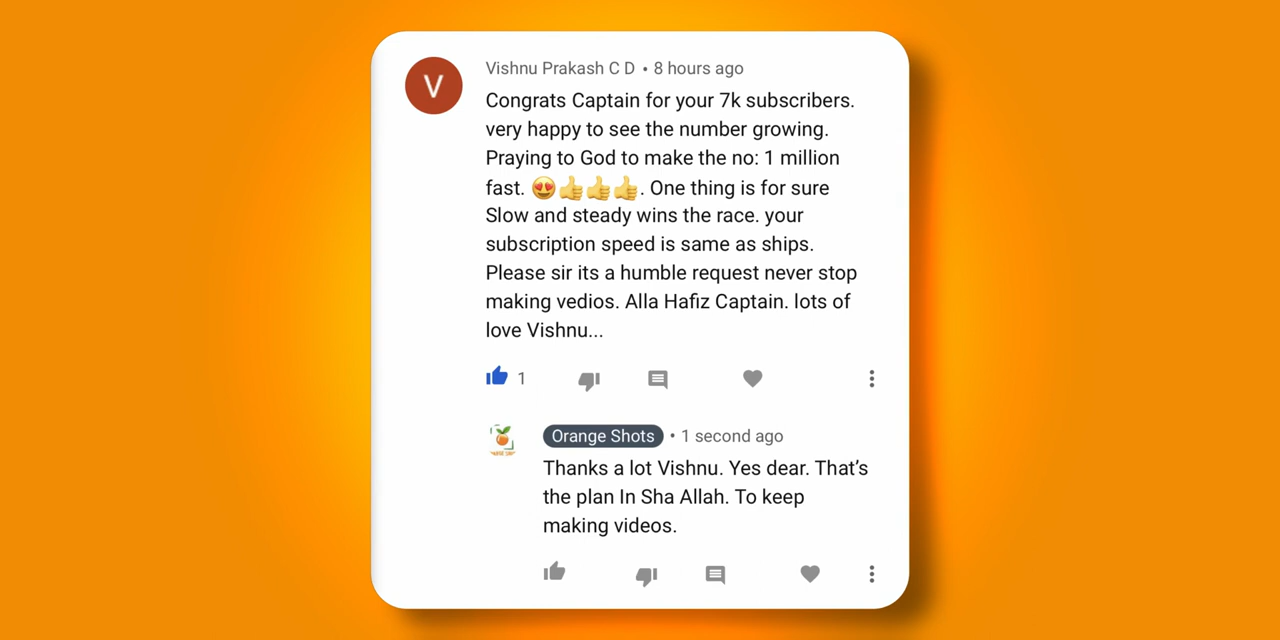 V
Vishnu Prakash C D • 8 hours ago
Congrats Captain for your 7k subscribers.
very happy to see the number growing.
Praying to God to make the no: 1 million
fast. 😍👍👍👍. One thing is for sure
Slow and steady wins the race. your
subscription speed is same as ships.
Please sir its a humble request never stop
making vedios. Alla Hafiz Captain. lots of
love Vishnu...
1
Orange Shots • 1 second ago
Thanks a lot Vishnu. Yes dear. That’s
the plan In Sha Allah. To keep
making videos.